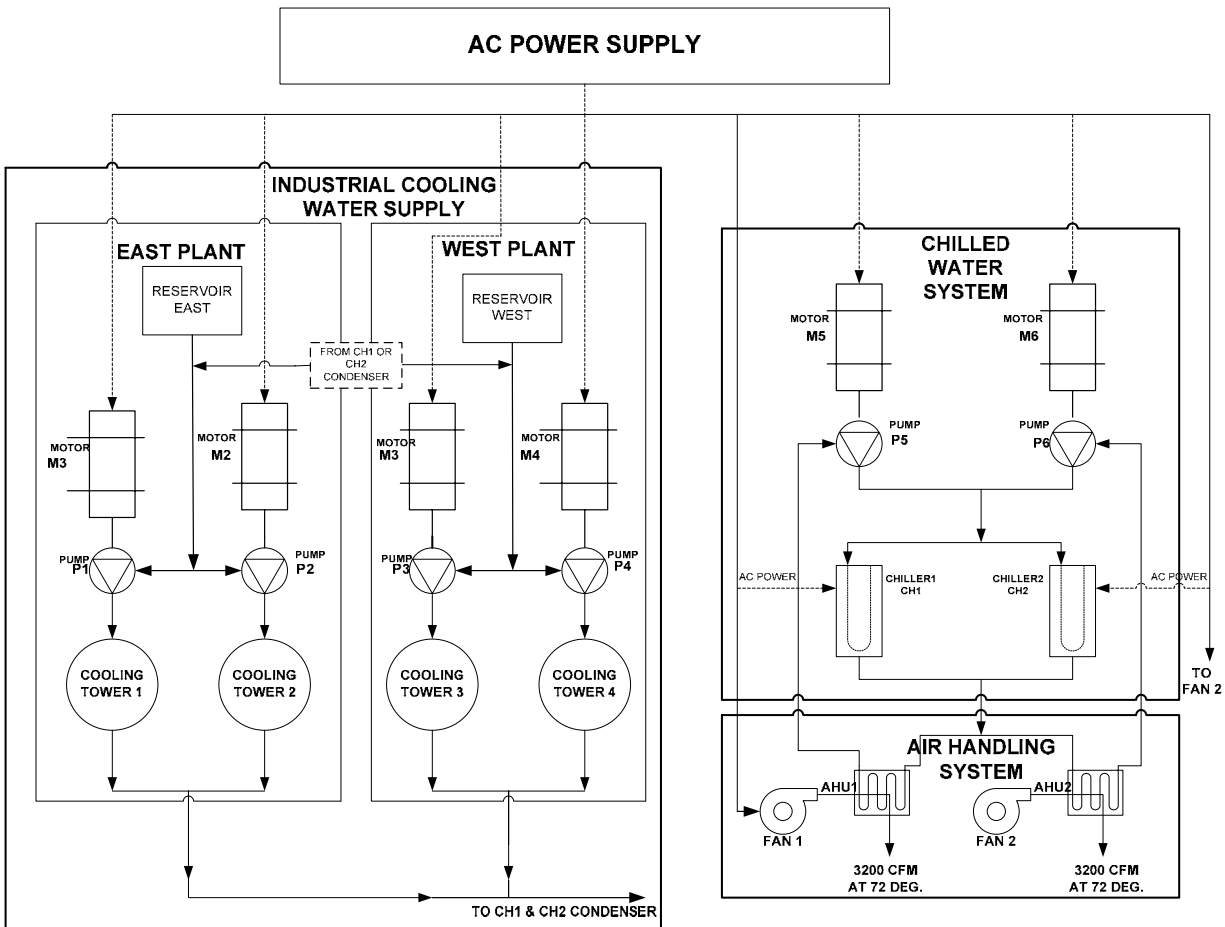 AC POWER SUPPLY
INDUSTRIAL COOLING
WATER SUPPLY
EAST PLANT
RESERVOIR
EAST
WEST PLANT
RESERVOIR
WEST
FROM CH1 OR
CH2
CONDENSER
MOTOR
M3
MOTOR
M2
MOTOR
M3
MOTOR
M4
PUMP
P1
PUMP
P2
PUMP
P3
PUMP
P4
COOLING
TOWER 1
COOLING
TOWER 2
COOLING
TOWER 3
COOLING
TOWER 4
TO CH1 & CH2 CONDENSER
CHILLED
WATER
SYSTEM
MOTOR
M5
MOTOR
M6
PUMP
P5
PUMP
P6
AC POWER
CHILLER1
CH1
CHILLER2
CH2
AC POWER
TO
FAN 2
AIR HANDLING
SYSTEM
AHU1
FAN 1
AHU2
FAN 2
3200 CFM
AT 72 DEG.
3200 CFM
AT 72 DEG.